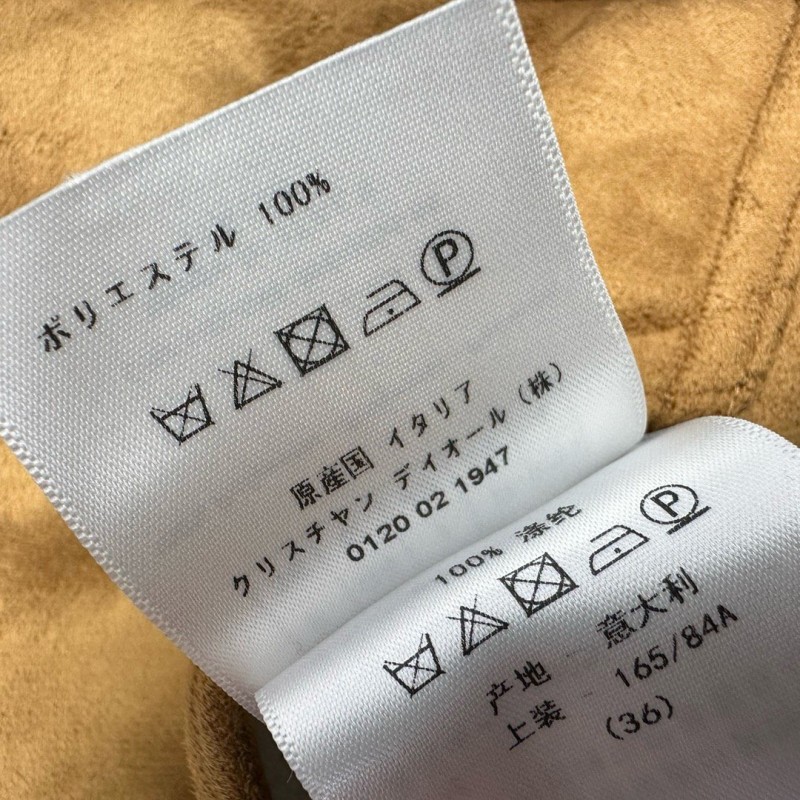 ポリエステル 100%
P
原産国 イタリア
クリスチャン デイオール (株)
0120 02 1947
100% 涤纶
P
产地 - 意大利
上装 - 165/84A
(36)